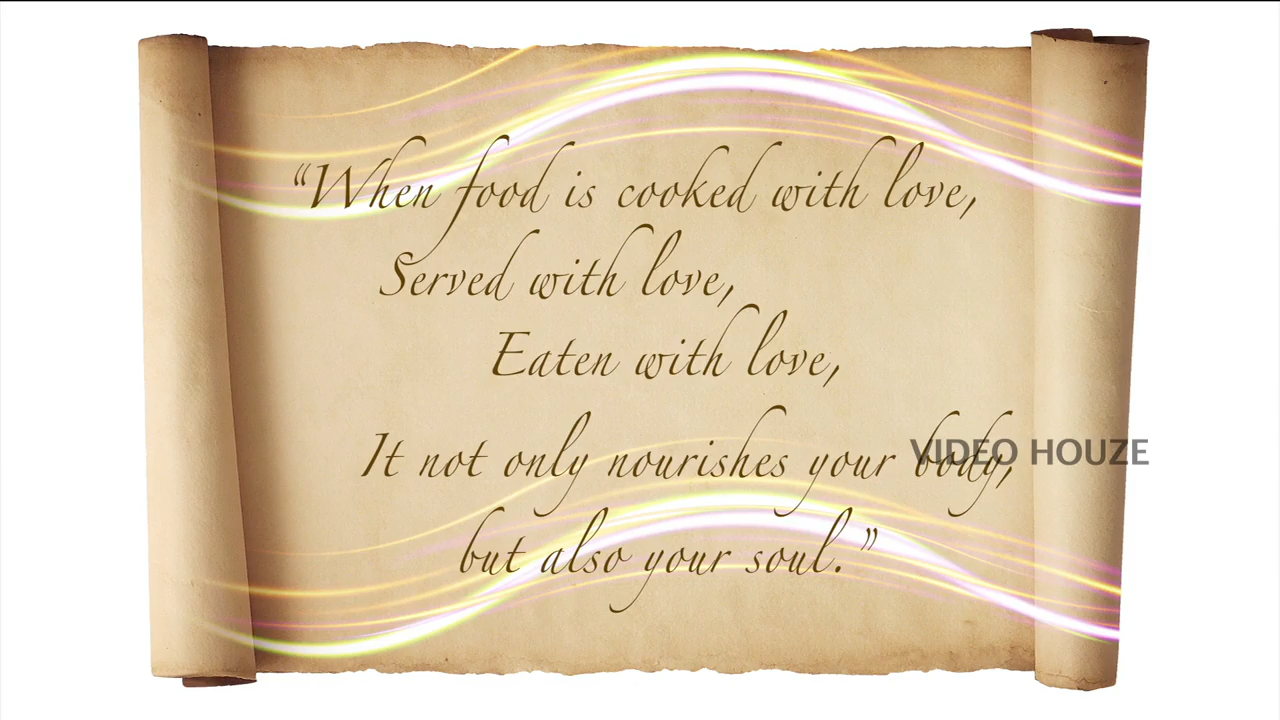 “When food is cooked with love,
Served with love,
Eaten with love,
It not only nourishes your body,
VIDEO HOUZE
but also your soul.”